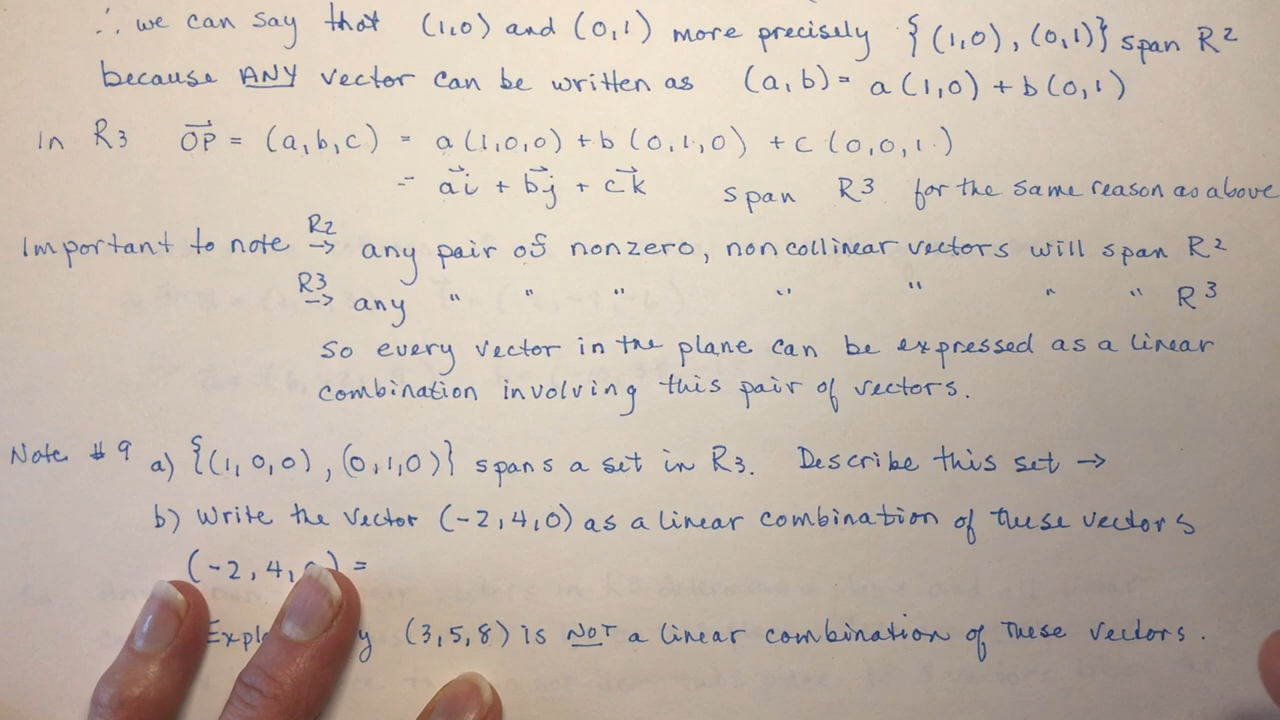 ∴ we can say that (1,0) and (0,1) more precisely {(1,0), (0,1)} span R2
because ANY vector can be written as (a,b) = a(1,0) + b(0,1)
In R3 OP = (a,b,c) = a(1,0,0) + b(0,1,0) + c(0,0,1)
= ai + bj + ck span R3 for the same reason as above
Important to note R2 → any pair of nonzero, noncollinear vectors will span R2
R3 → any " " " " " " " R3
So every vector in the plane can be expressed as a linear
combination involving this pair of vectors.
Note #9 a) {(1,0,0), (0,1,0)} spans a set in R3. Describe this set →
b) Write the vector (-2,4,0) as a linear combination of these vectors
(-2,4, ) =
(3,5,8) is NOT a linear combination of these vectors.